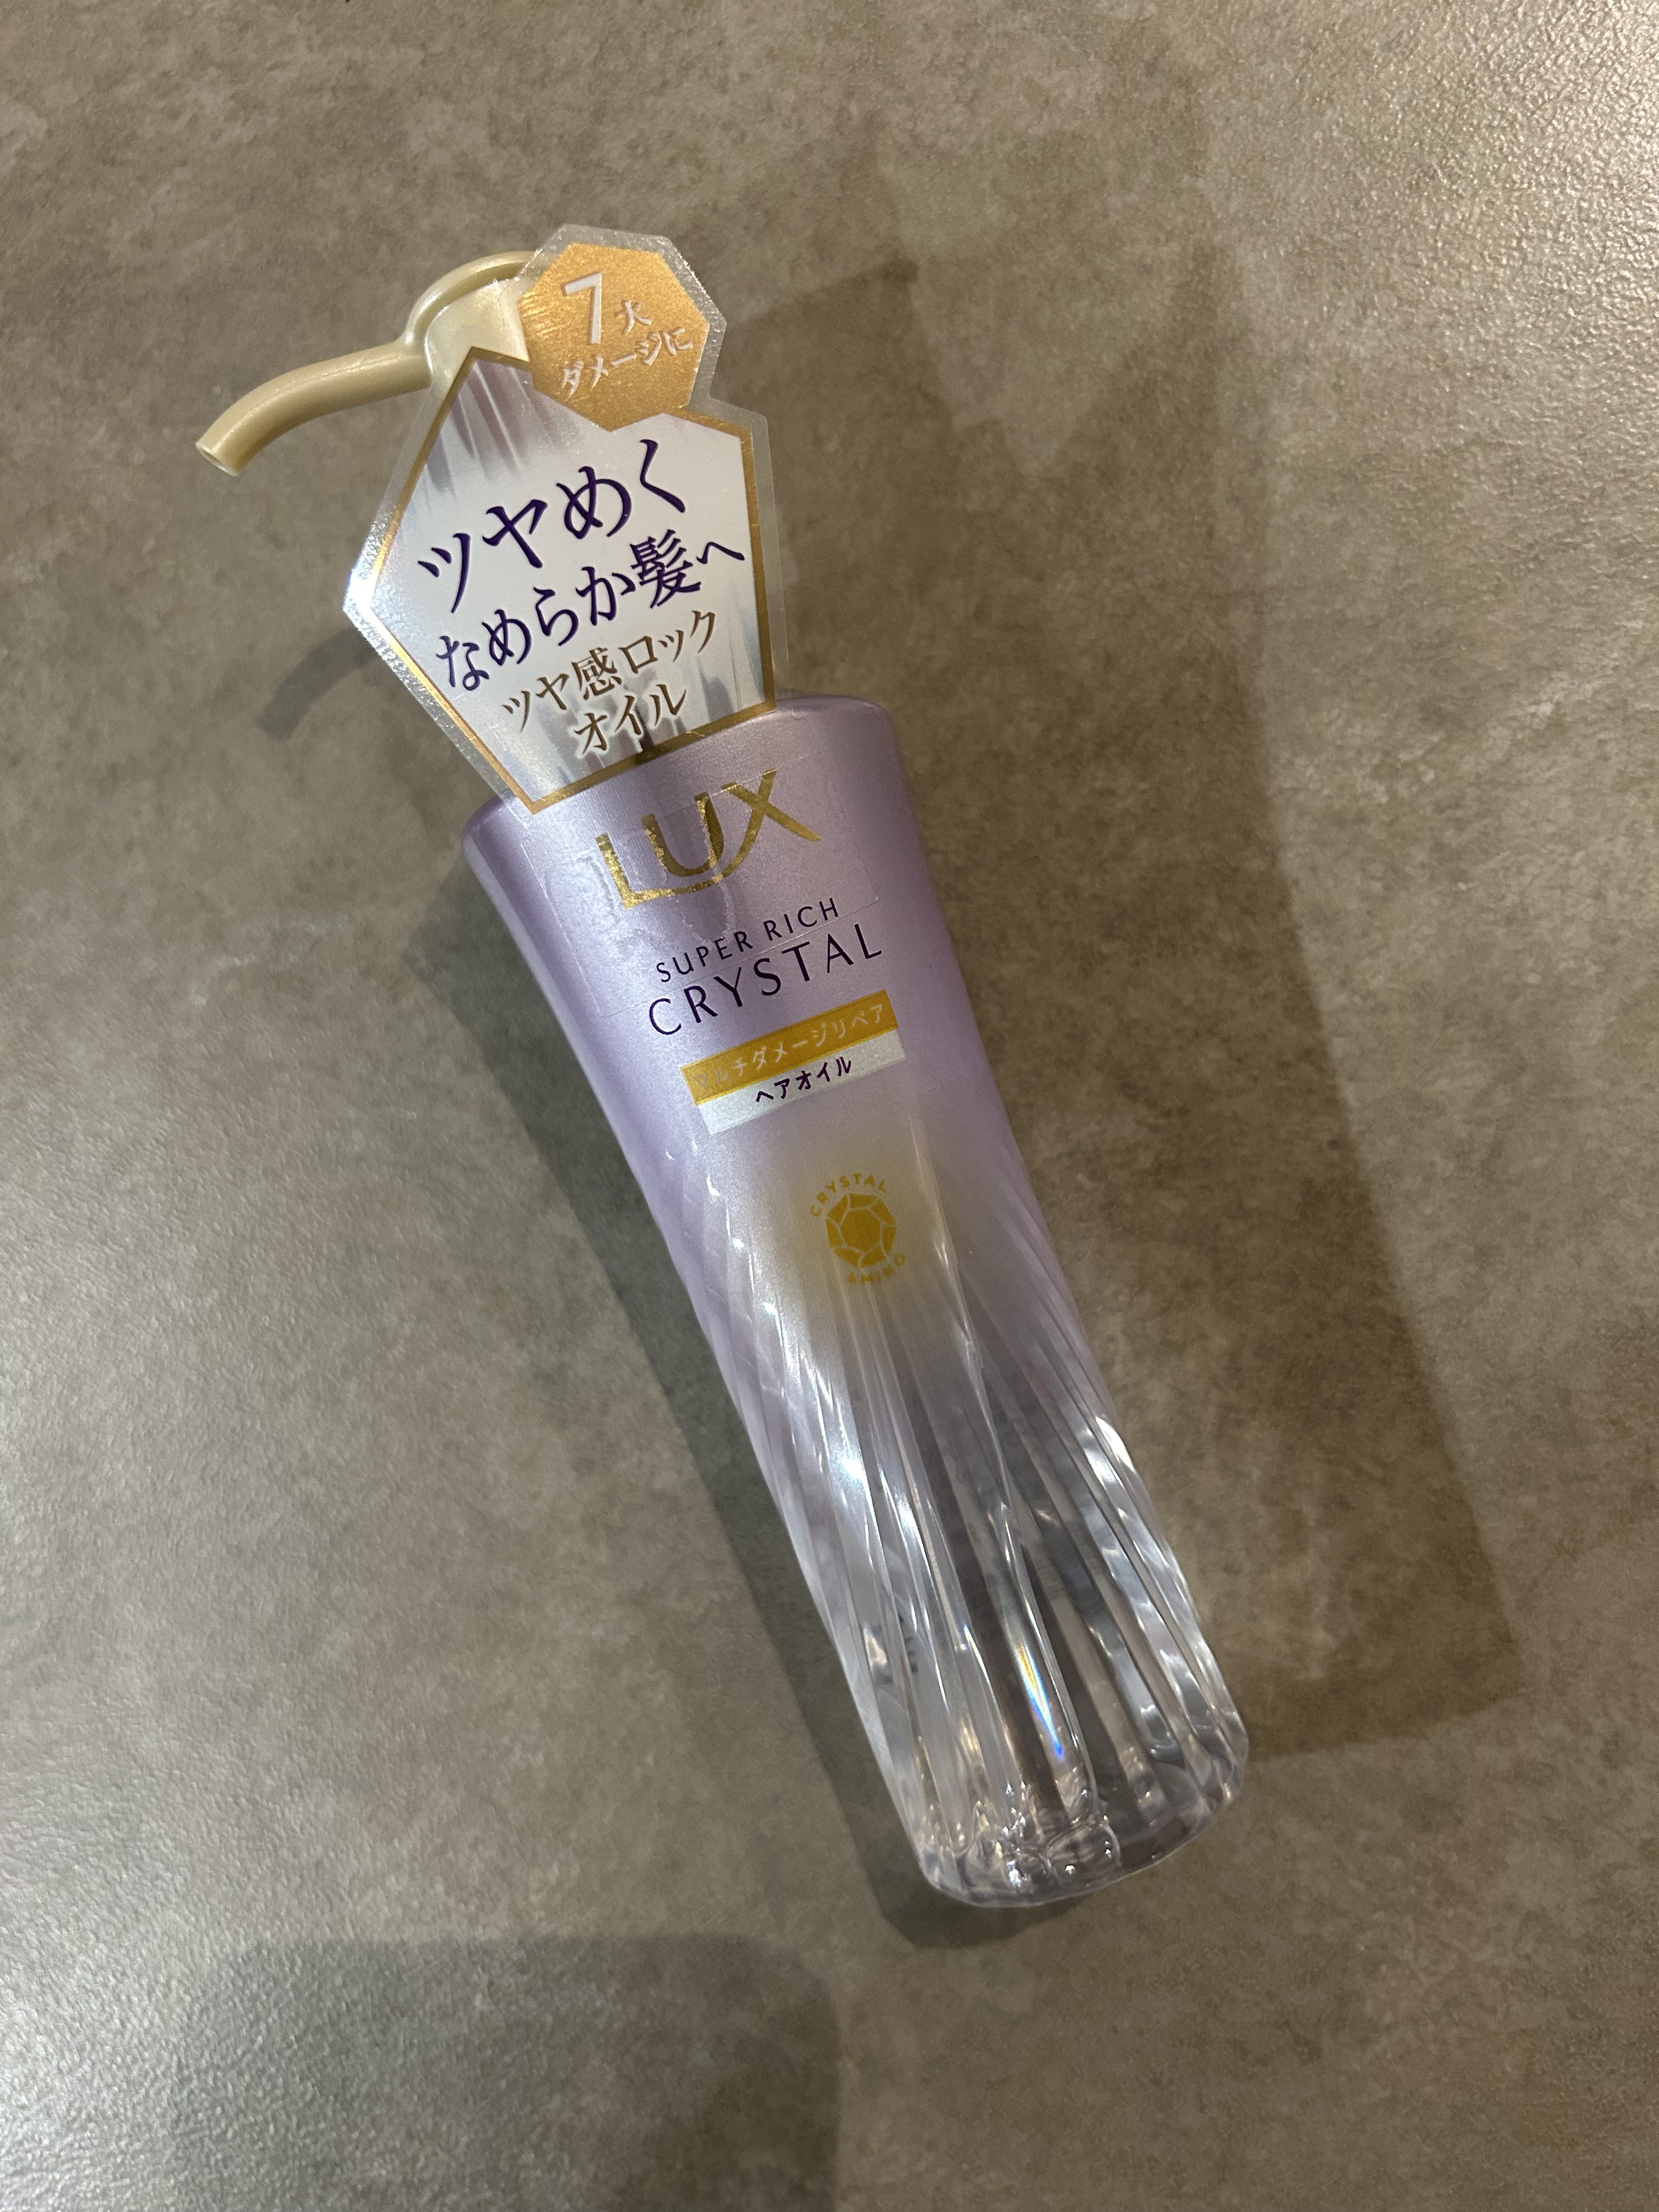 7大
ダメージに
ツヤめく
なめらか髪へ
ツヤ感ロック
オイル
LUX
SUPER RICH
CRYSTAL
マルチダメージリペア
ヘアオイル
CRYSTAL
AMINO